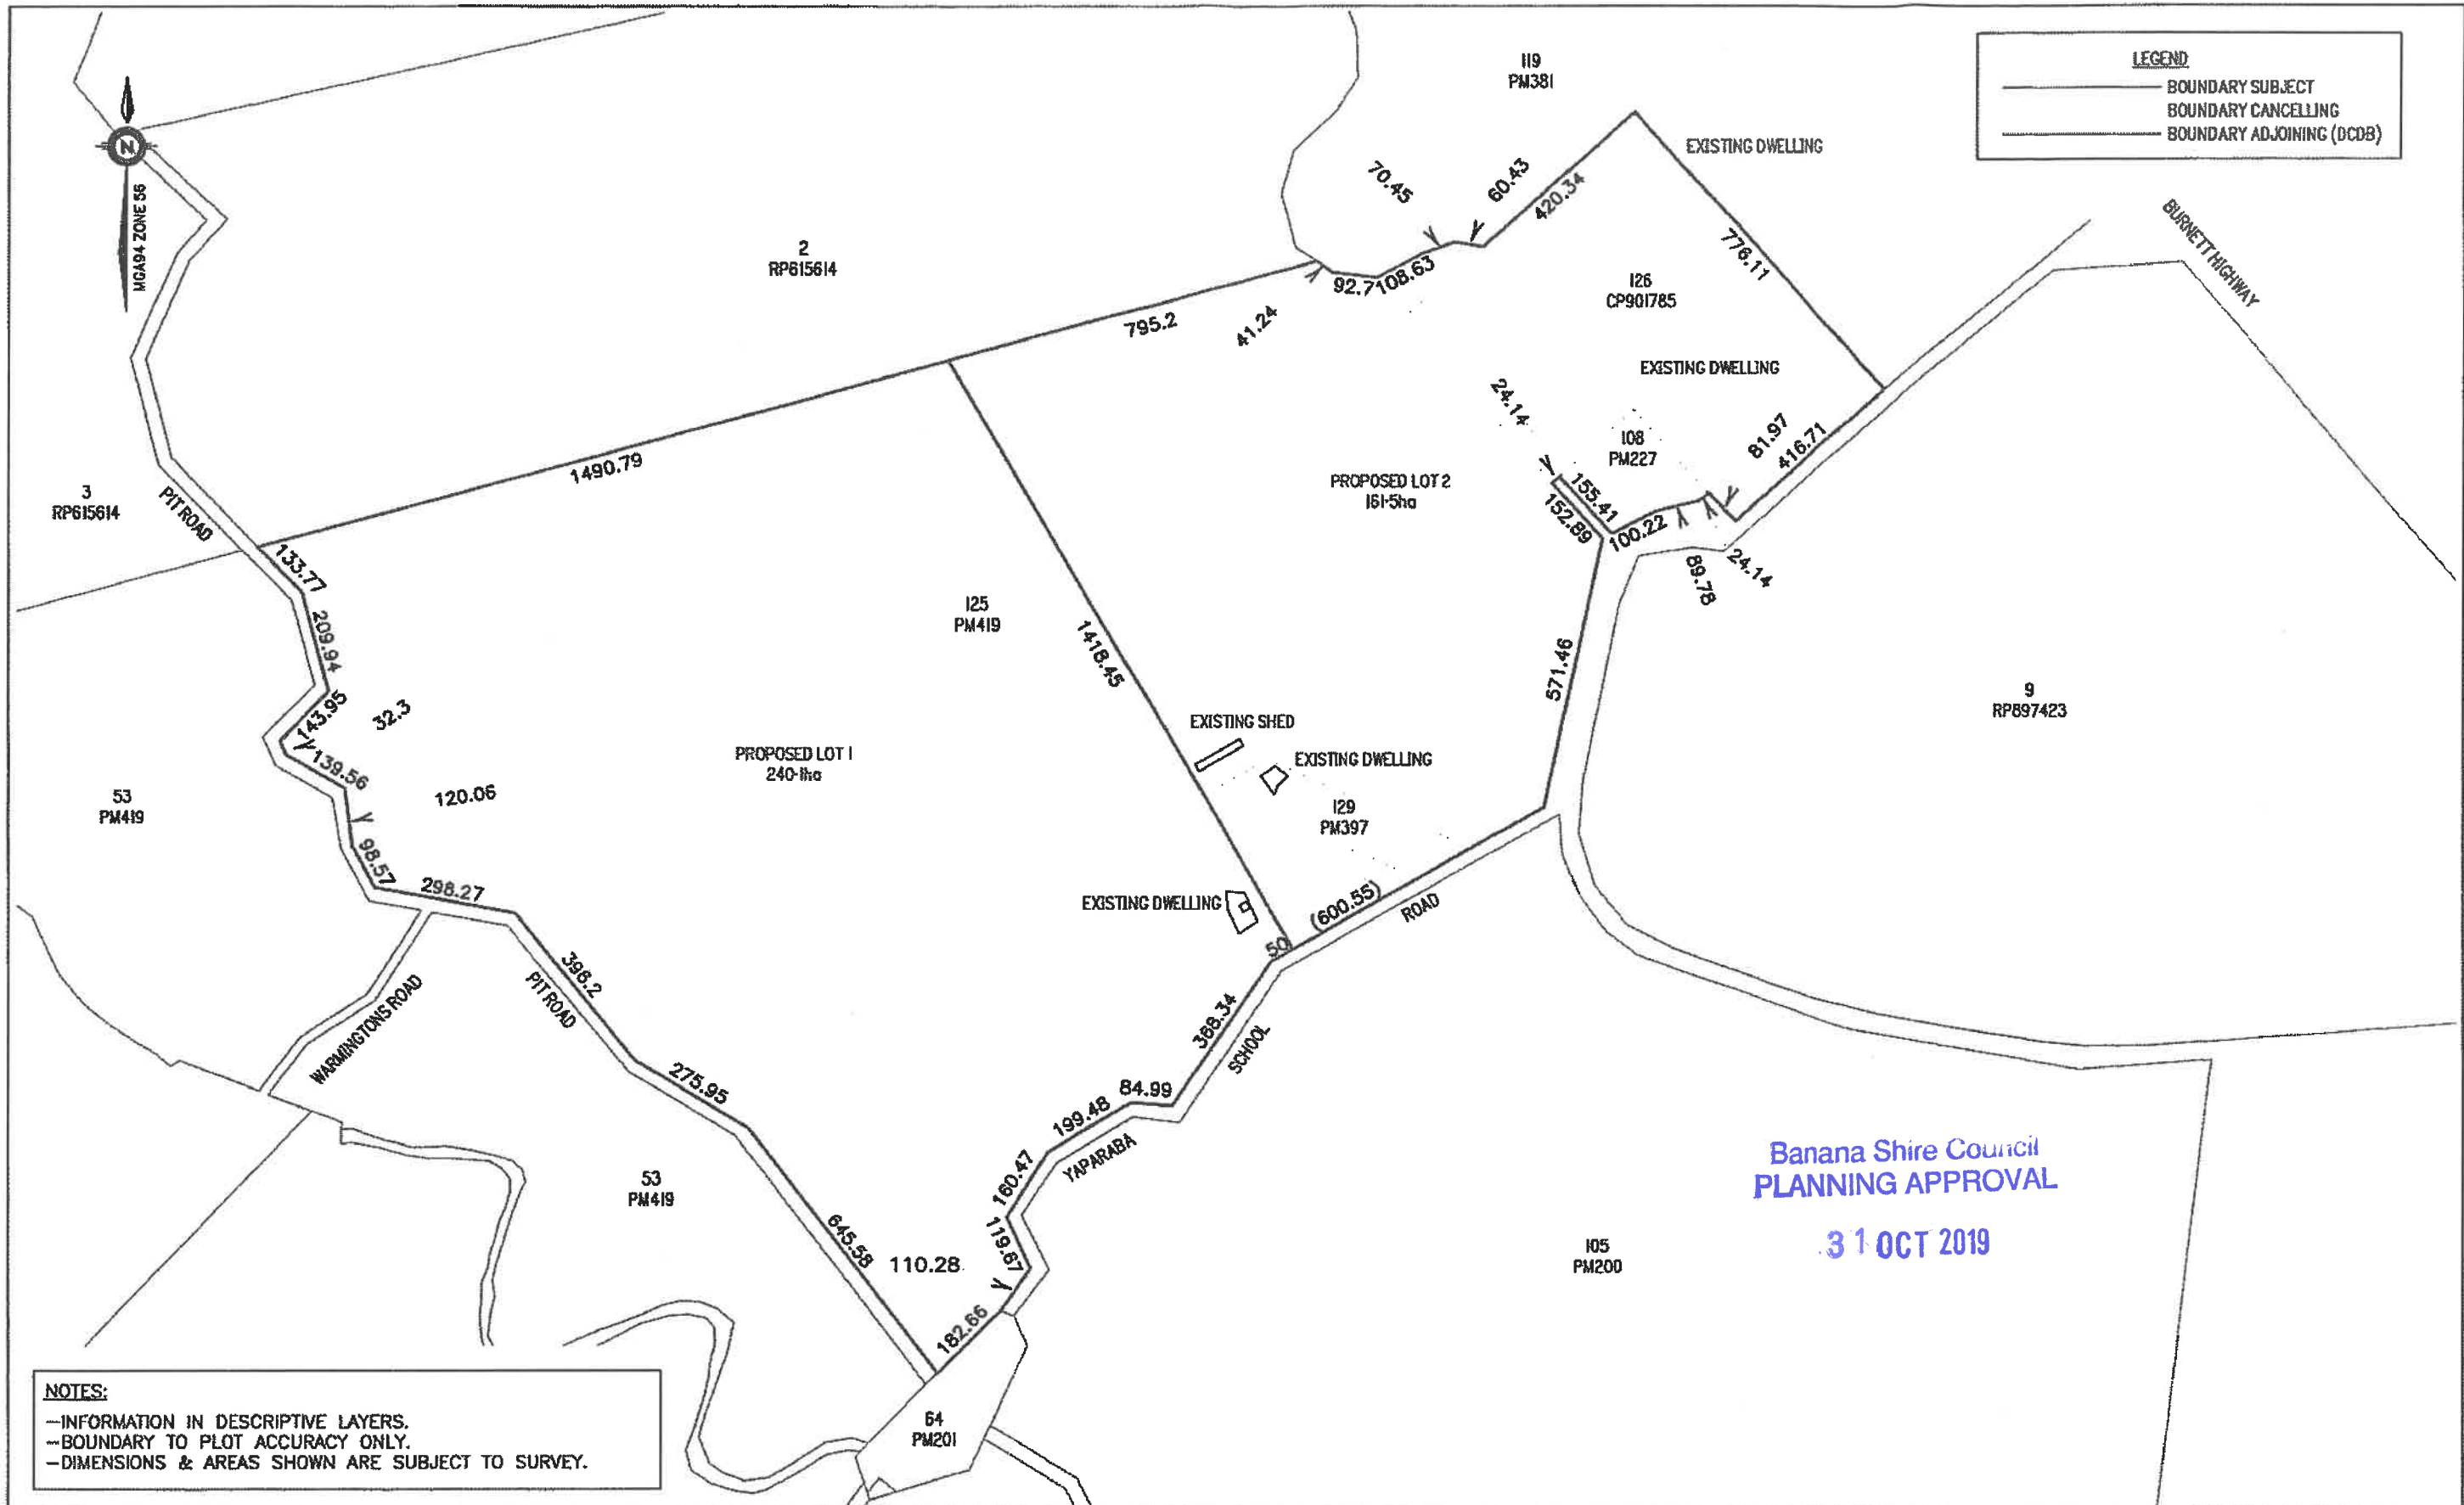 LEGEND
BOUNDARY SUBJECT
BOUNDARY CANCELLING
BOUNDARY ADJOINING (DCDB)
119
PM381
EXISTING DWELLING
N
MGA94 ZONE 56
BURNETT HIGHWAY
2
RP615614
70.45
60.43
420.34
776.11
92.7
108.63
126
CP901785
795.2
41.24
EXISTING DWELLING
24.14
108
PM227
81.97
416.71
1490.79
PROPOSED LOT 2
161·5ha
155.41
152.89
100.22
89.78
24.14
3
RP615614
PIT ROAD
133.77
209.94
125
PM419
1418.45
571.46
9
RP897423
143.95
32.3
139.56
EXISTING SHED
EXISTING DWELLING
PROPOSED LOT 1
240·1ha
53
PM419
120.06
129
PM397
98.57
298.27
EXISTING DWELLING
50
(600.55)
ROAD
398.2
PIT ROAD
WARMINGTONS ROAD
368.34
SCHOOL
275.95
84.99
199.48
YAPARABA
160.47
119.67
53
PM419
645.58
110.28
182.66
105
PM200
Banana Shire Council
PLANNING APPROVAL
31 OCT 2019
64
PM201
NOTES:
-INFORMATION IN DESCRIPTIVE LAYERS.
-BOUNDARY TO PLOT ACCURACY ONLY.
-DIMENSIONS & AREAS SHOWN ARE SUBJECT TO SURVEY.